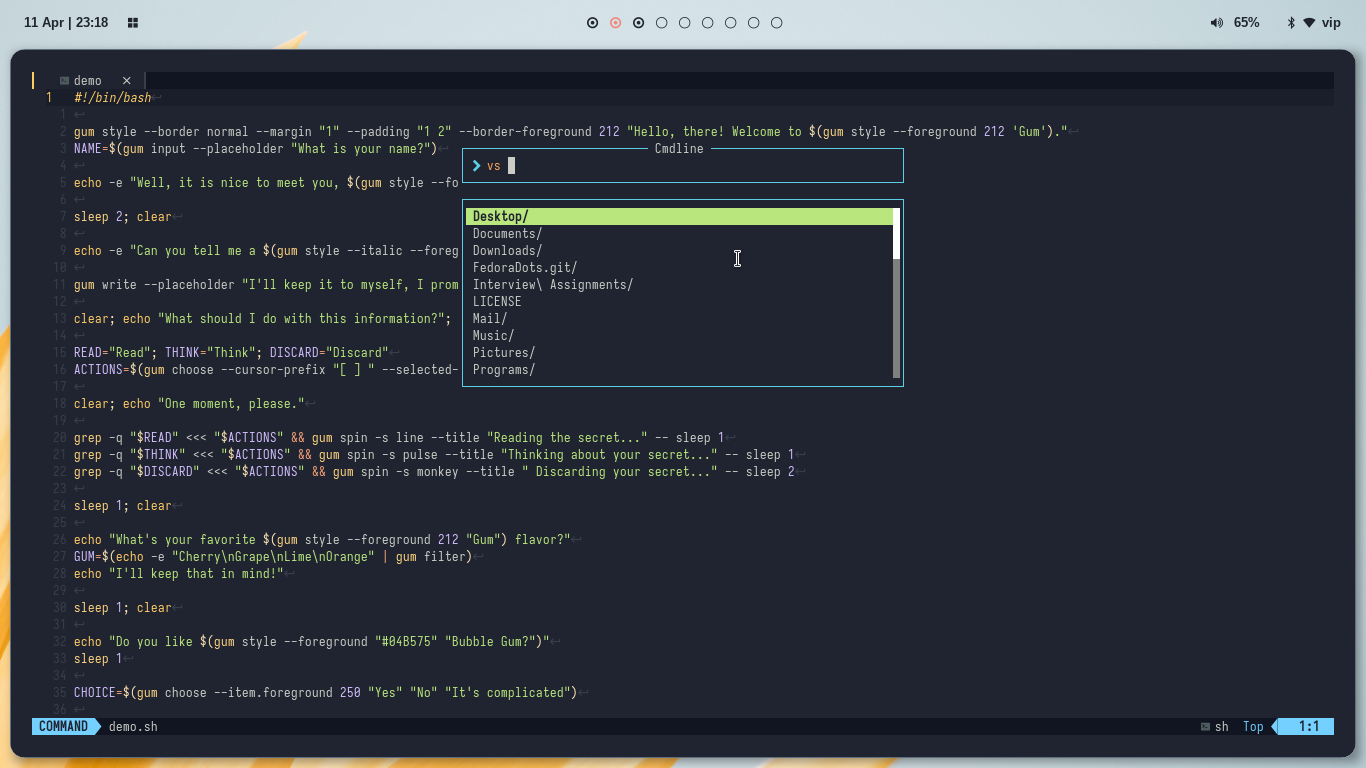 11 Apr | 23:18
65%
vip
demo ×
1 #!/bin/bash↩
1 ↩
2 gum style --border normal --margin "1" --padding "1 2" --border-foreground 212 "Hello, there! Welcome to $(gum style --foreground 212 'Gum')."↩
3 NAME=$(gum input --placeholder "What is your name?")↩
Cmdline
4 ↩
❯ vs
5 echo -e "Well, it is nice to meet you, $(gum style --fo
6 ↩
7 sleep 2; clear↩
Desktop/
8 ↩
Documents/
9 echo -e "Can you tell me a $(gum style --italic --foreg
Downloads/
10 ↩
FedoraDots.git/
11 gum write --placeholder "I'll keep it to myself, I prom
Interview\ Assignments/
12 ↩
LICENSE
13 clear; echo "What should I do with this information?";
Mail/
14 ↩
Music/
15 READ="Read"; THINK="Think"; DISCARD="Discard"↩
Pictures/
16 ACTIONS=$(gum choose --cursor-prefix "[ ] " --selected-
Programs/
17 ↩
18 clear; echo "One moment, please."↩
19 ↩
20 grep -q "$READ" <<< "$ACTIONS" && gum spin -s line --title "Reading the secret..." -- sleep 1↩
21 grep -q "$THINK" <<< "$ACTIONS" && gum spin -s pulse --title "Thinking about your secret..." -- sleep 1↩
22 grep -q "$DISCARD" <<< "$ACTIONS" && gum spin -s monkey --title " Discarding your secret..." -- sleep 2↩
23 ↩
24 sleep 1; clear↩
25 ↩
26 echo "What's your favorite $(gum style --foreground 212 "Gum") flavor?"↩
27 GUM=$(echo -e "Cherry\nGrape\nLime\nOrange" | gum filter)↩
28 echo "I'll keep that in mind!"↩
29 ↩
30 sleep 1; clear↩
31 ↩
32 echo "Do you like $(gum style --foreground "#04B575" "Bubble Gum?")"↩
33 sleep 1↩
34 ↩
35 CHOICE=$(gum choose --item.foreground 250 "Yes" "No" "It's complicated")↩
36 ↩
COMMAND demo.sh sh Top 1:1